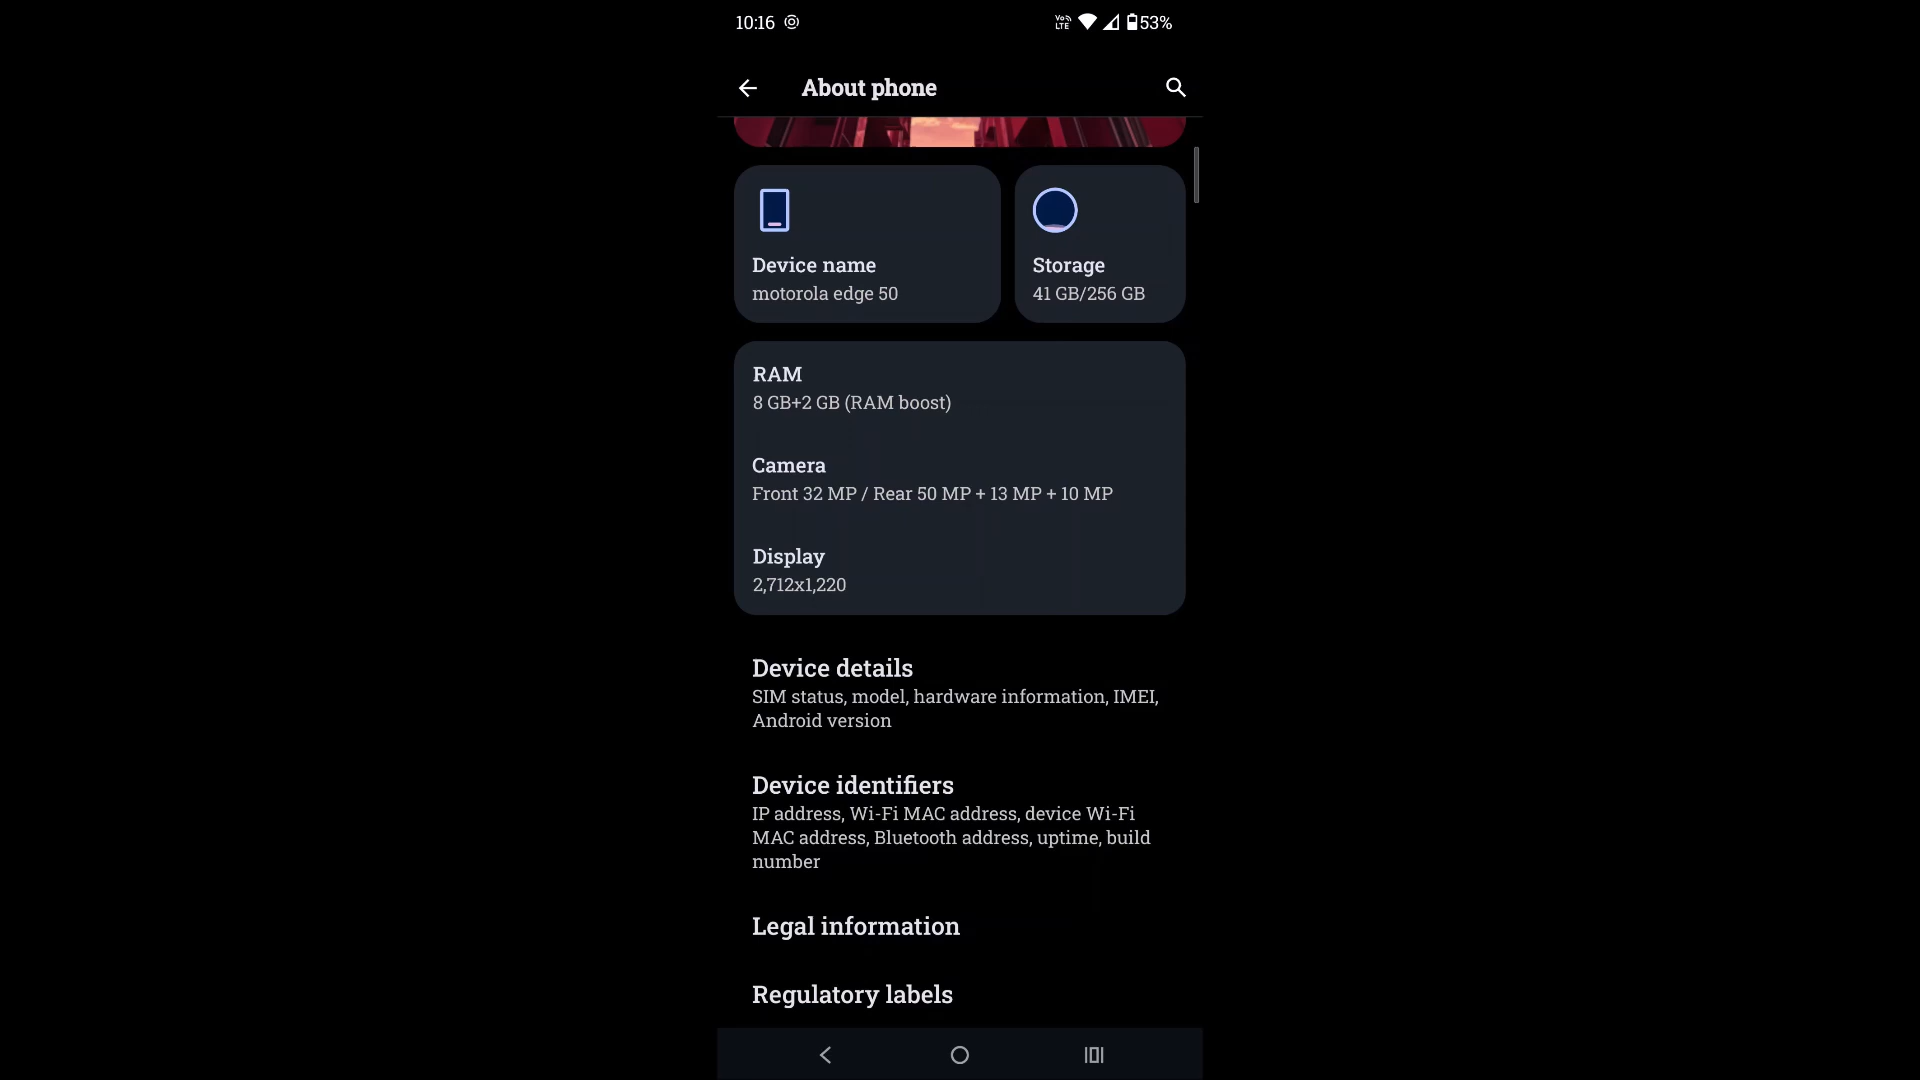 10:16
Vo LTE
53%
About phone
Device name
motorola edge 50
Storage
41 GB/256 GB
RAM
8 GB+2 GB (RAM boost)
Camera
Front 32 MP / Rear 50 MP + 13 MP + 10 MP
Display
2,712x1,220
Device details
SIM status, model, hardware information, IMEI,
Android version
Device identifiers
IP address, Wi-Fi MAC address, device Wi-Fi
MAC address, Bluetooth address, uptime, build
number
Legal information
Regulatory labels